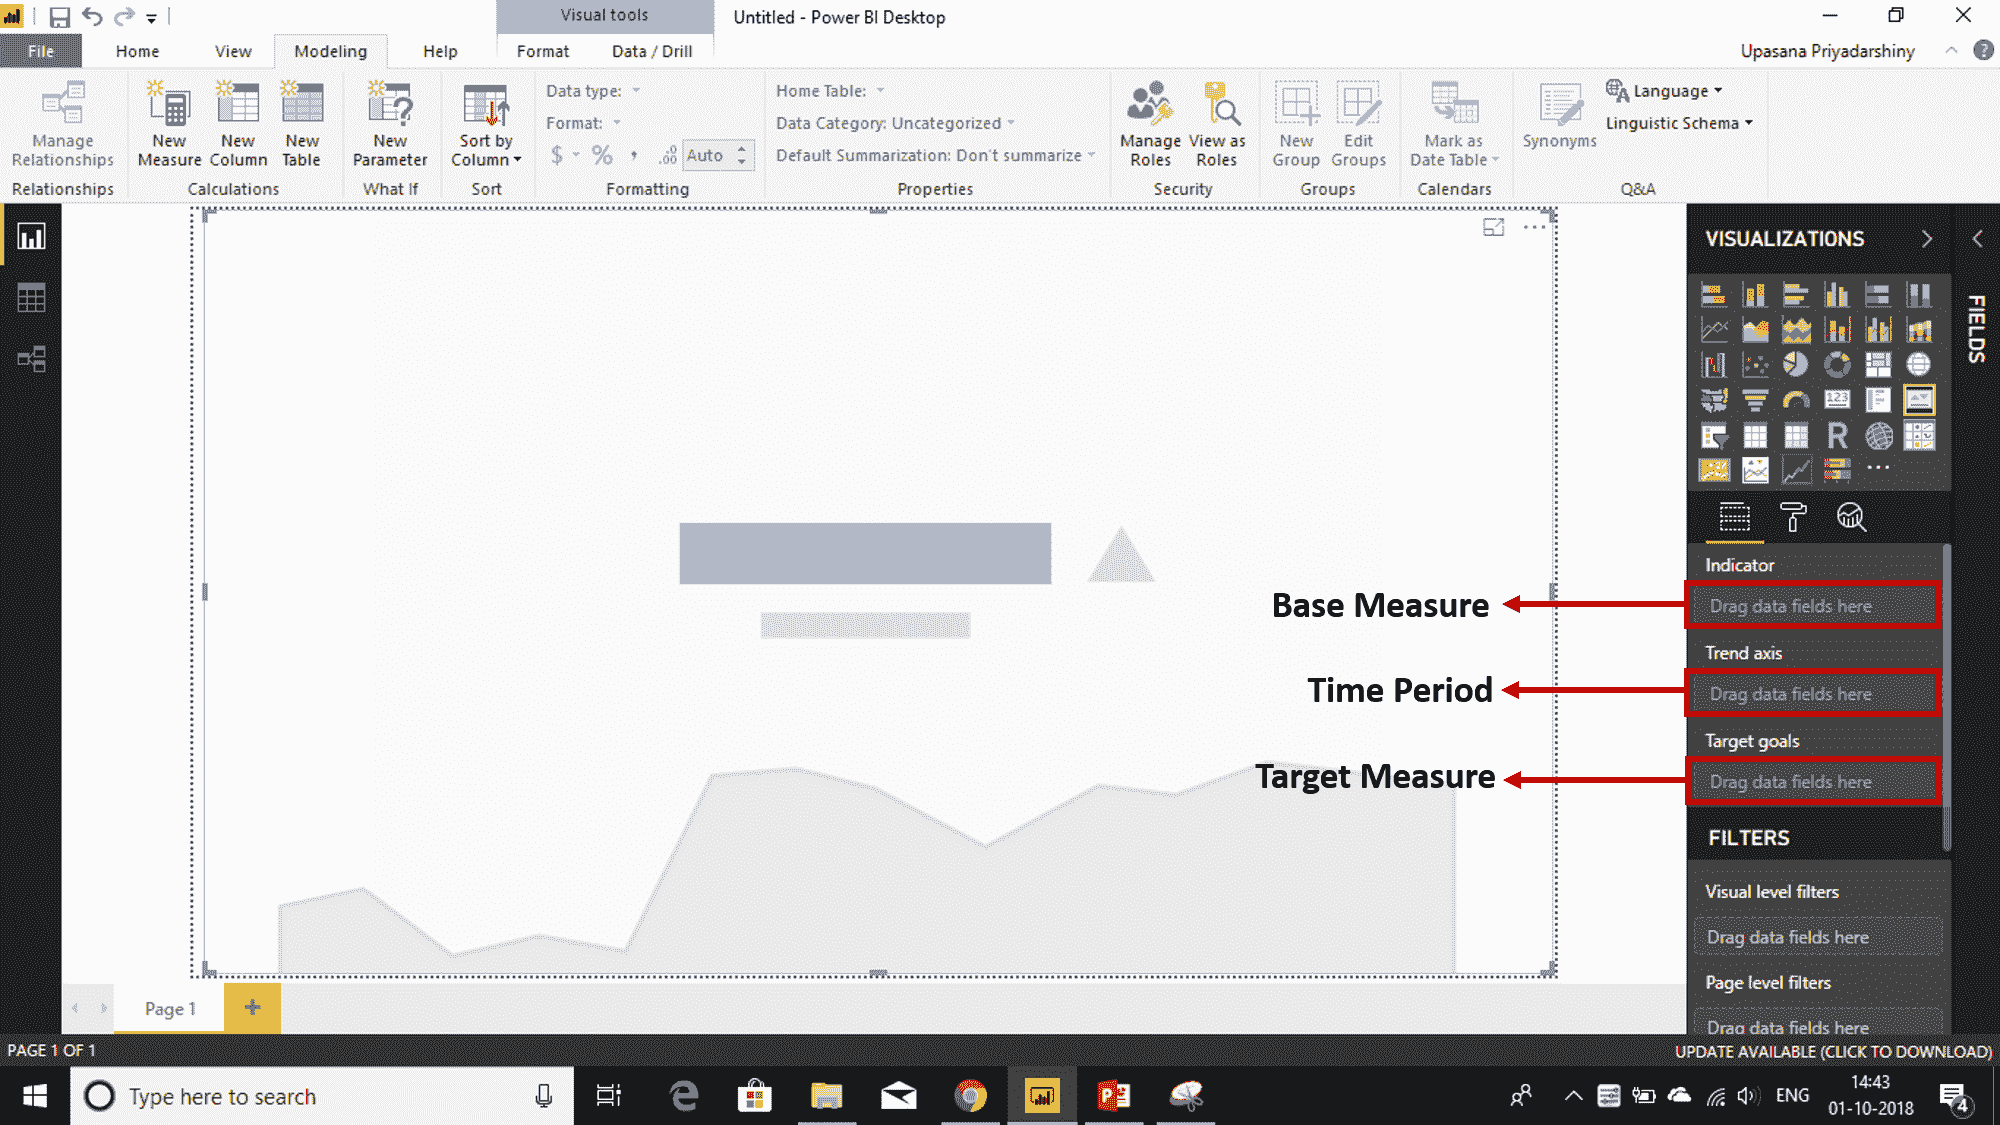 Visual tools
Untitled - Power BI Desktop
File Home View Modeling Help Format Data / Drill
Upasana Priyadarshiny
?
Manage Relationships
Relationships
New Measure
New Column
New Table
Calculations
New Parameter
What If
Sort by Column
Sort
Data type:
Format:
$ % , .00 Auto
Formatting
Home Table:
Data Category: Uncategorized
Default Summarization: Don't summarize
Properties
Manage Roles
View as Roles
Security
New Group
Edit Groups
Groups
Mark as Date Table
Calendars
Synonyms
Language
Linguistic Schema
Q&A
VISUALIZATIONS
FIELDS
123
R
Indicator
Base Measure
Drag data fields here
Trend axis
Time Period
Drag data fields here
Target goals
Target Measure
Drag data fields here
FILTERS
Visual level filters
Drag data fields here
Page level filters
Drag data fields here
Page 1
+
PAGE 1 OF 1
UPDATE AVAILABLE (CLICK TO DOWNLOAD)
Type here to search
ENG
14:43
01-10-2018
4